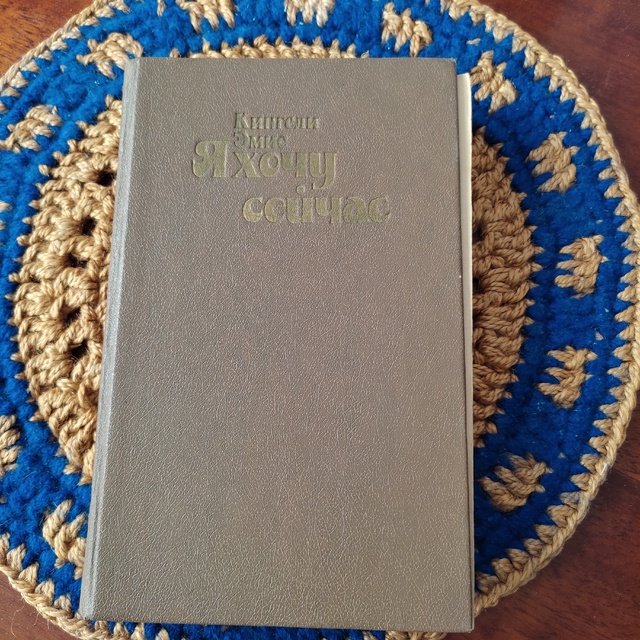 Кингсли
Эмис
Я хочу
сейчас